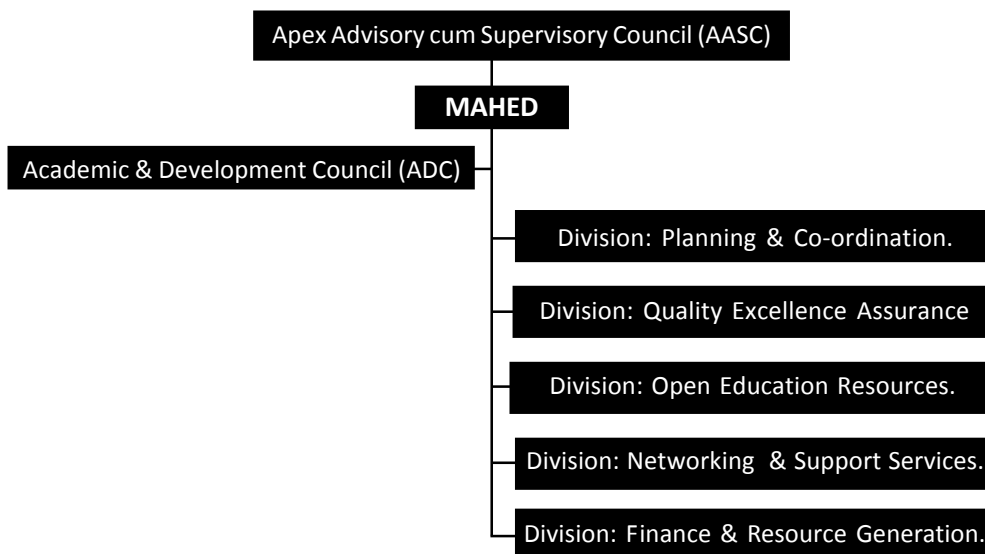 Apex Advisory cum Supervisory Council (AASC)
MAHED
Academic & Development Council (ADC)
Division: Planning & Co-ordination.
Division: Quality Excellence Assurance
Division: Open Education Resources.
Division: Networking & Support Services.
Division: Finance & Resource Generation.